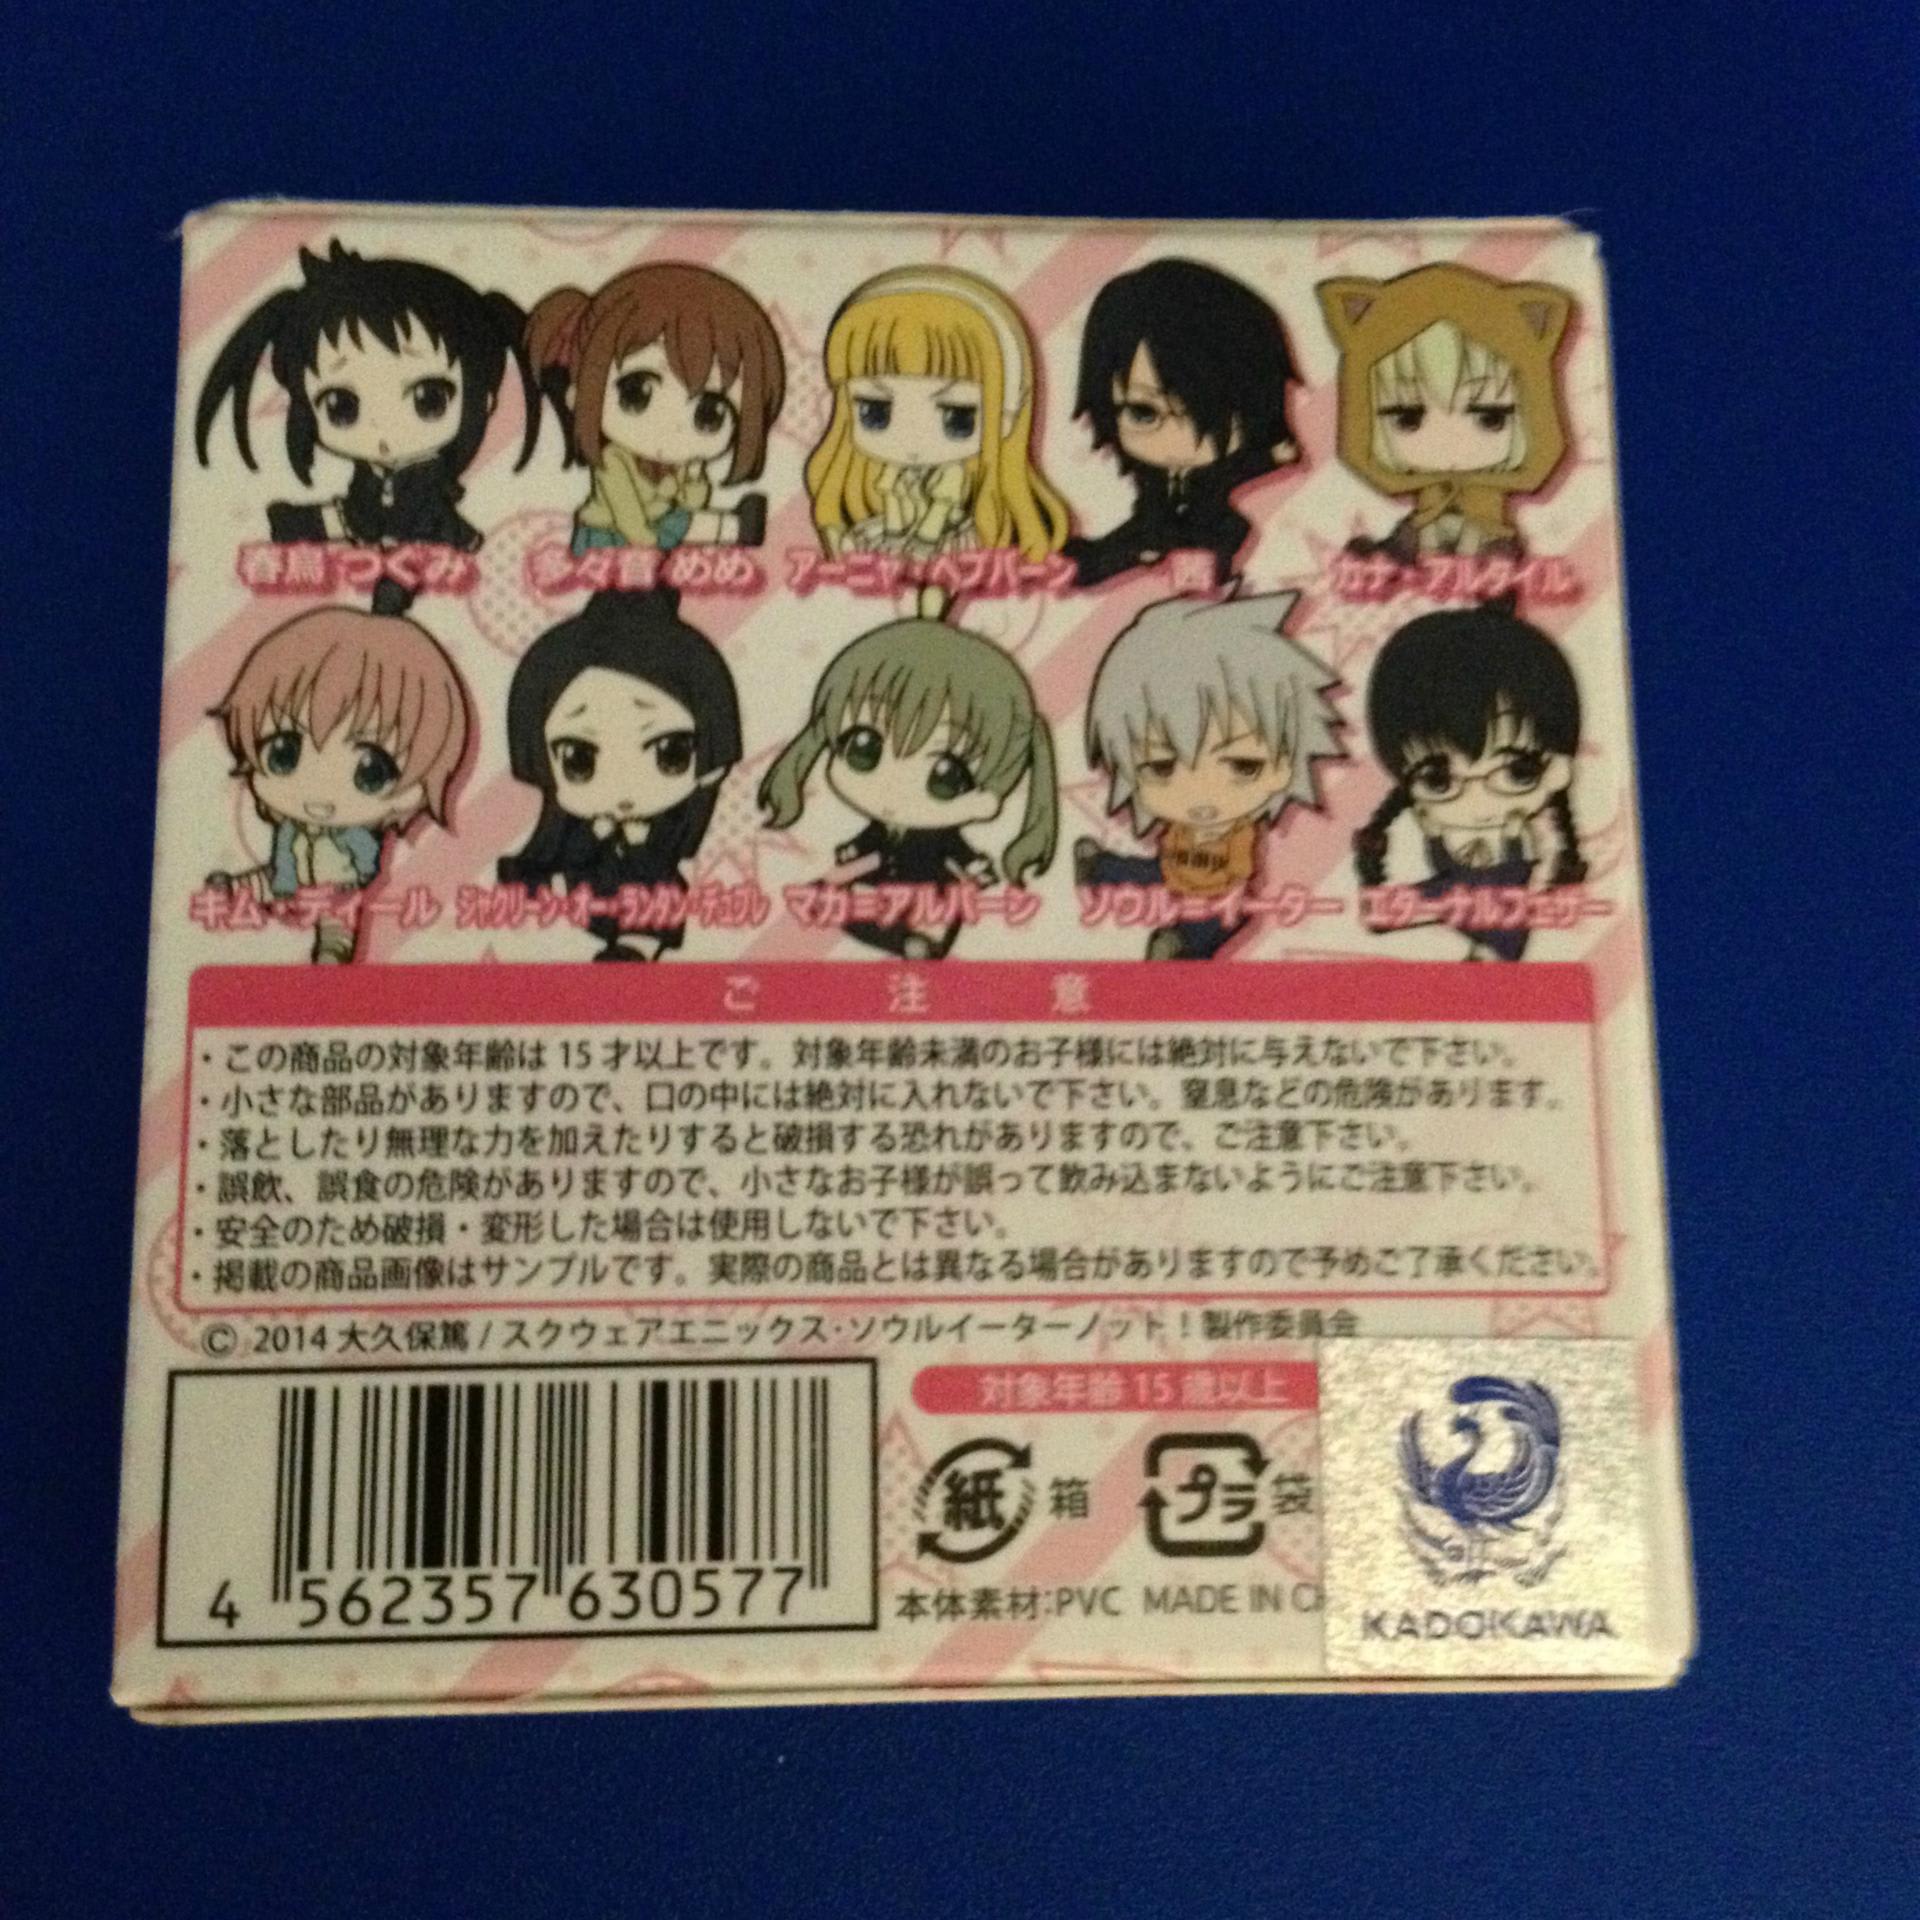 春鳥 つぐみ
多々音 めめ
アーニャ・ヘプバーン
茜
カナ・アルタイル
キム・ディール
ジャクリーン・オー・ランタン・デュプレ
マカ＝アルバーン
ソウル＝イーター
エターナルフェザー
ご注意
・この商品の対象年齢は 15 才以上です。対象年齢未満のお子様には絶対に与えないで下さい。
・小さな部品がありますので、口の中には絶対に入れないで下さい。窒息などの危険があります。
・落としたり無理な力を加えたりすると破損する恐れがありますので、ご注意下さい。
・誤飲、誤食の危険がありますので、小さなお子様が誤って飲み込まないようにご注意下さい。
・安全のため破損・変形した場合は使用しないで下さい。
・掲載の商品画像はサンプルです。実際の商品とは異なる場合がありますので予めご了承ください。
© 2014 大久保篤 / スクウェアエニックス・ソウルイーターノット！製作委員会
対象年齢 15 歳以上
紙 箱 プラ 袋
本体素材:PVC MADE IN CH
4 562357 630577
KADOKAWA